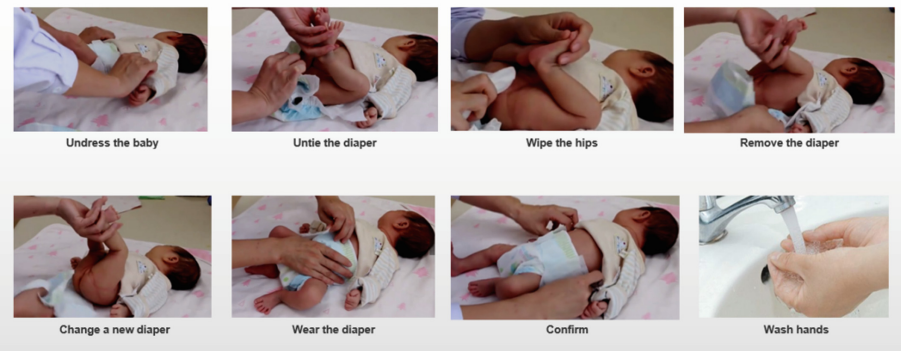 Undress the baby
Untie the diaper
Wipe the hips
Remove the diaper
Change a new diaper
Wear the diaper
Confirm
Wash hands